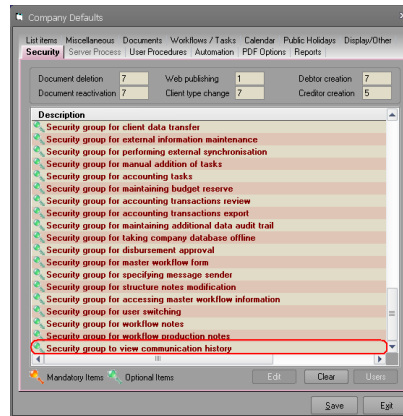 Company Defaults
List items Miscellaneous Documents Workflows / Tasks Calendar Public Holidays Display/Other
Security Server Process User Procedures Automation PDF Options Reports
Document deletion 7 Web publishing 1 Debtor creation 7
Document reactivation 7 Client type change 7 Creditor creation 5
Description
Security group for client data transfer
Security group for external information maintenance
Security group for performing external synchronisation
Security group for manual addition of tasks
Security group for accounting tasks
Security group for maintaining budget reserve
Security group for accounting transactions review
Security group for accounting transactions export
Security group for maintaining additional data audit trail
Security group for taking company database offline
Security group for disbursement approval
Security group for master workflow form
Security group for specifying message sender
Security group for structure notes modification
Security group for accessing master workflow information
Security group for user switching
Security group for workflow notes
Security group for workflow production notes
Security group to view communication history
Mandatory Items Optional Items Edit Clear Users
Save Exit